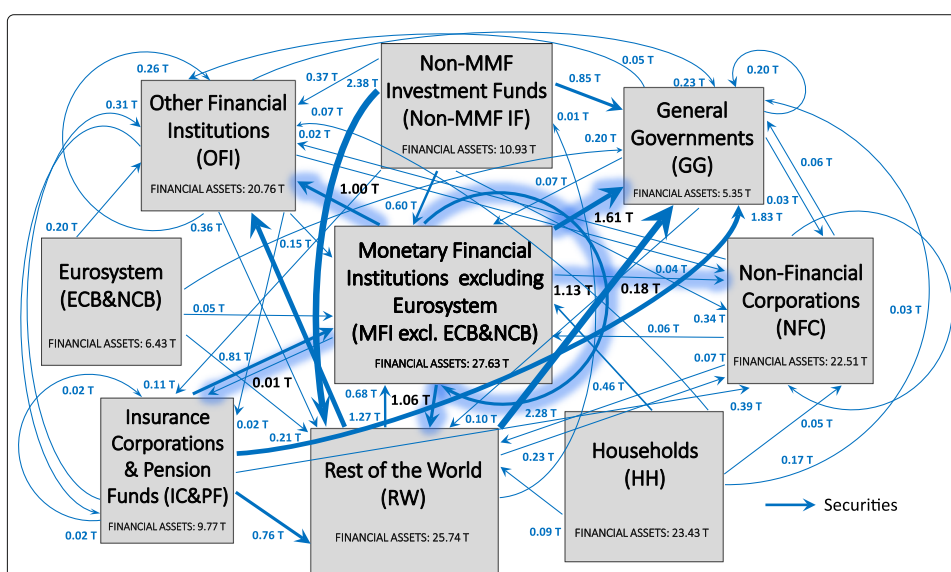 0.26 T
0.37 T
2.38 T
Non-MMF
Investment Funds
(Non-MMF IF)
FINANCIAL ASSETS: 10.93 T
0.85 T
0.05 T
0.23 T
0.20 T
0.31 T
Other Financial
Institutions
(OFI)
FINANCIAL ASSETS: 20.76 T
0.07 T
0.02 T
0.01 T
0.20 T
General
Governments
(GG)
FINANCIAL ASSETS: 5.35 T
0.06 T
0.20 T
0.36 T
0.15 T
1.00 T
0.60 T
0.07 T
1.61 T
0.03 T
1.83 T
Eurosystem
(ECB&NCB)
FINANCIAL ASSETS: 6.43 T
0.05 T
Monetary Financial
Institutions excluding
Eurosystem
(MFI excl. ECB&NCB)
FINANCIAL ASSETS: 27.63 T
1.13 T
0.04 T
0.18 T
0.06 T
0.34 T
Non-Financial
Corporations
(NFC)
FINANCIAL ASSETS: 22.51 T
0.03 T
0.81 T
0.01 T
0.07 T
0.02 T
0.11 T
0.68 T
1.06 T
0.46 T
0.39 T
Insurance
Corporations
& Pension
Funds (IC&PF)
FINANCIAL ASSETS: 9.77 T
0.02 T
0.21 T
1.27 T
0.10 T
2.28 T
0.05 T
Rest of the World
(RW)
FINANCIAL ASSETS: 25.74 T
0.23 T
Households
(HH)
FINANCIAL ASSETS: 23.43 T
0.17 T
0.02 T
0.76 T
0.09 T
Securities